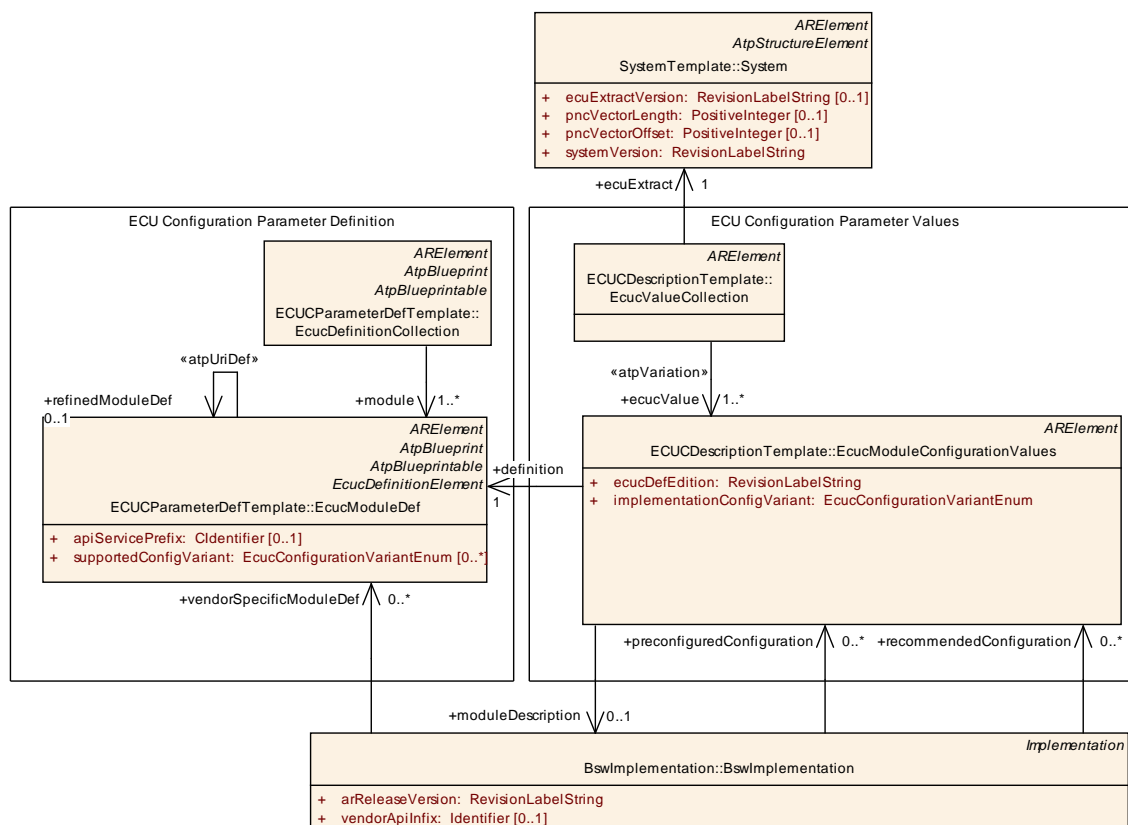 ARElement
AtpStructureElement
SystemTemplate::System
+ ecuExtractVersion: RevisionLabelString [0..1]
+ pncVectorLength: PositiveInteger [0..1]
+ pncVectorOffset: PositiveInteger [0..1]
+ systemVersion: RevisionLabelString
+ecuExtract 1
ECU Configuration Parameter Definition
ECU Configuration Parameter Values
ARElement
AtpBlueprint
AtpBlueprintable
ECUCParameterDefTemplate::
EcucDefinitionCollection
ARElement
ECUCDescriptionTemplate::
EcucValueCollection
«atpUriDef»
+refinedModuleDef
0..1
+module 1..*
«atpVariation»
+ecucValue 1..*
ARElement
AtpBlueprint
AtpBlueprintable
EcucDefinitionElement
ECUCParameterDefTemplate::EcucModuleDef
+ apiServicePrefix: CIdentifier [0..1]
+ supportedConfigVariant: EcucConfigurationVariantEnum [0..*]
+definition
1
ARElement
ECUCDescriptionTemplate::EcucModuleConfigurationValues
+ ecucDefEdition: RevisionLabelString
+ implementationConfigVariant: EcucConfigurationVariantEnum
+vendorSpecificModuleDef 0..*
+preconfiguredConfiguration 0..*
+recommendedConfiguration 0..*
+moduleDescription 0..1
Implementation
BswImplementation::BswImplementation
+ arReleaseVersion: RevisionLabelString
+ vendorApiInfix: Identifier [0..1]